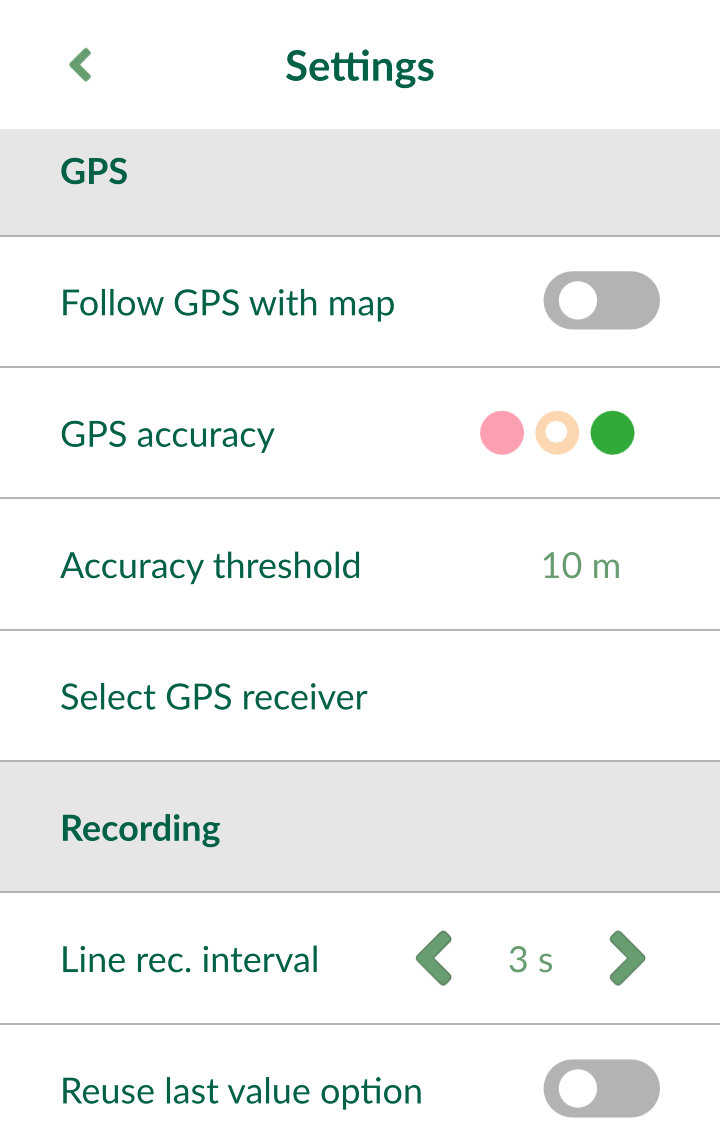 Settings
GPS
Follow GPS with map
GPS accuracy
Accuracy threshold 10 m
Select GPS receiver
Recording
Line rec. interval 3 s
Reuse last value option